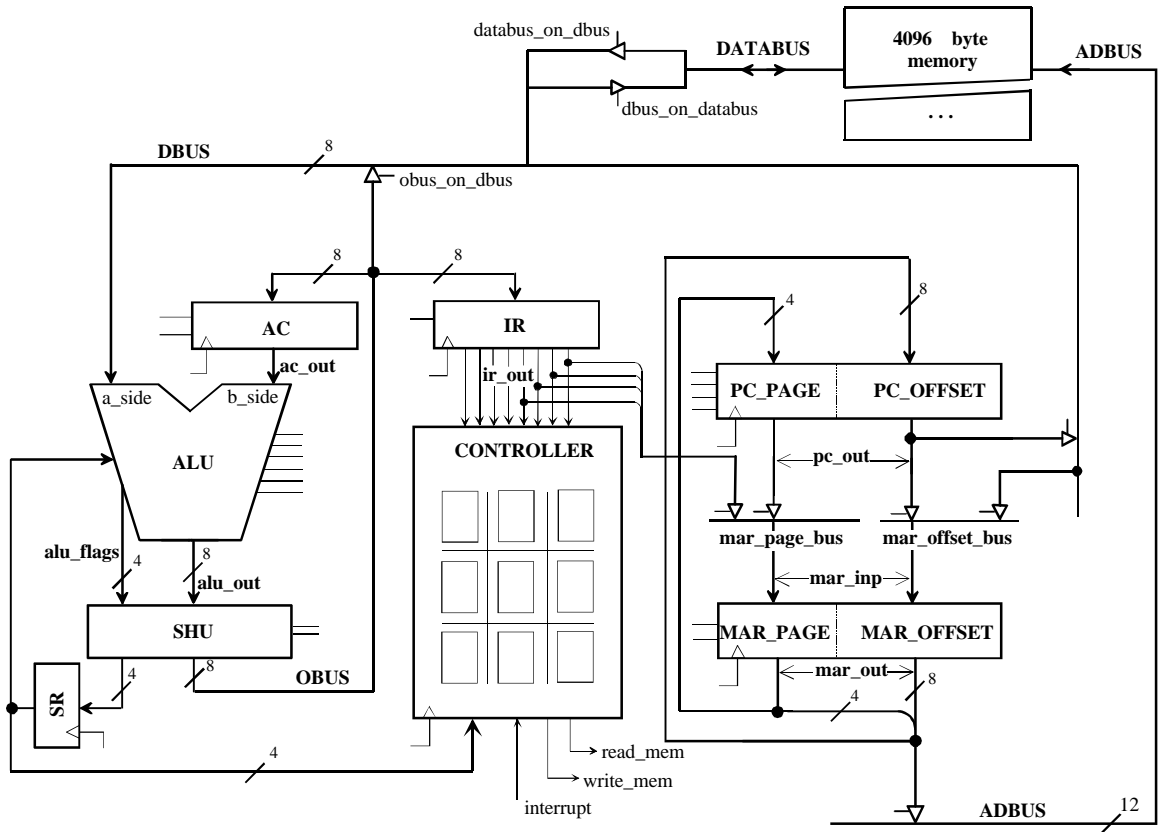 databus_on_dbus
DATABUS
4096 byte
memory
ADBUS
dbus_on_databus
...
DBUS
8
obus_on_dbus
8
8
8
4
AC
IR
ac_out
ir_out
a_side
b_side
PC_PAGE
PC_OFFSET
ALU
CONTROLLER
pc_out
mar_page_bus
mar_offset_bus
alu_flags
4
8
alu_out
mar_inp
SHU
MAR_PAGE
MAR_OFFSET
mar_out
4
8
OBUS
8
4
SR
4
read_mem
write_mem
interrupt
ADBUS
12